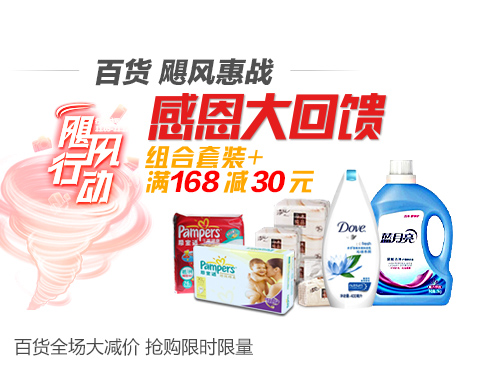 百货 飓风惠战
感恩大回馈
飓风
行动
组合套装+
满168减30元
Pampers
Pampers
Dove
蓝月亮
百货全场大减价 抢购限时限量